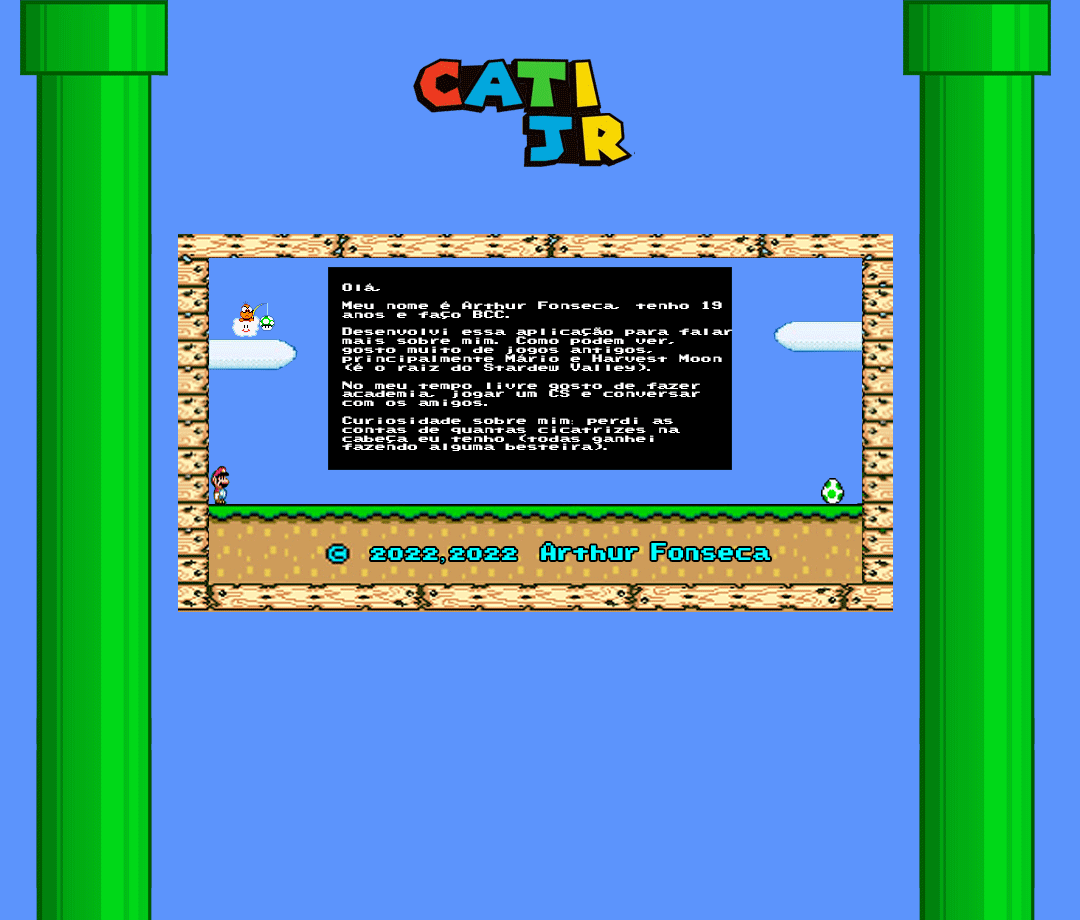 CATI
JR
Olá,
Meu nome é Arthur Fonseca, tenho 19
anos e faço BCC.
Desenvolvi essa aplicação para falar
mais sobre mim. Como podem ver,
gosto muito de jogos antigos,
principalmente Mário e Harvest Moon
(é o raiz do Stardew Valley).
No meu tempo livre gosto de fazer
academia, jogar um CS e conversar
com os amigos.
Curiosidade sobre mim: perdi as
contas de quantas cicatrizes na
cabeça eu tenho (todas ganhei
fazendo alguma besteira).
© 2022,2022 Arthur Fonseca